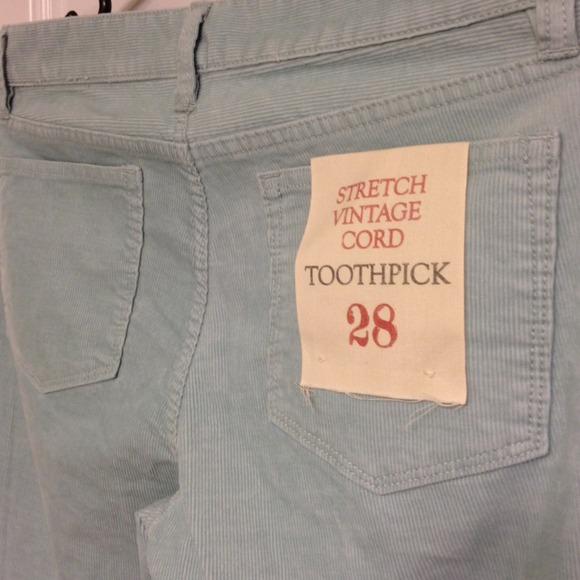 STRETCH
VINTAGE
CORD
TOOTHPICK
28